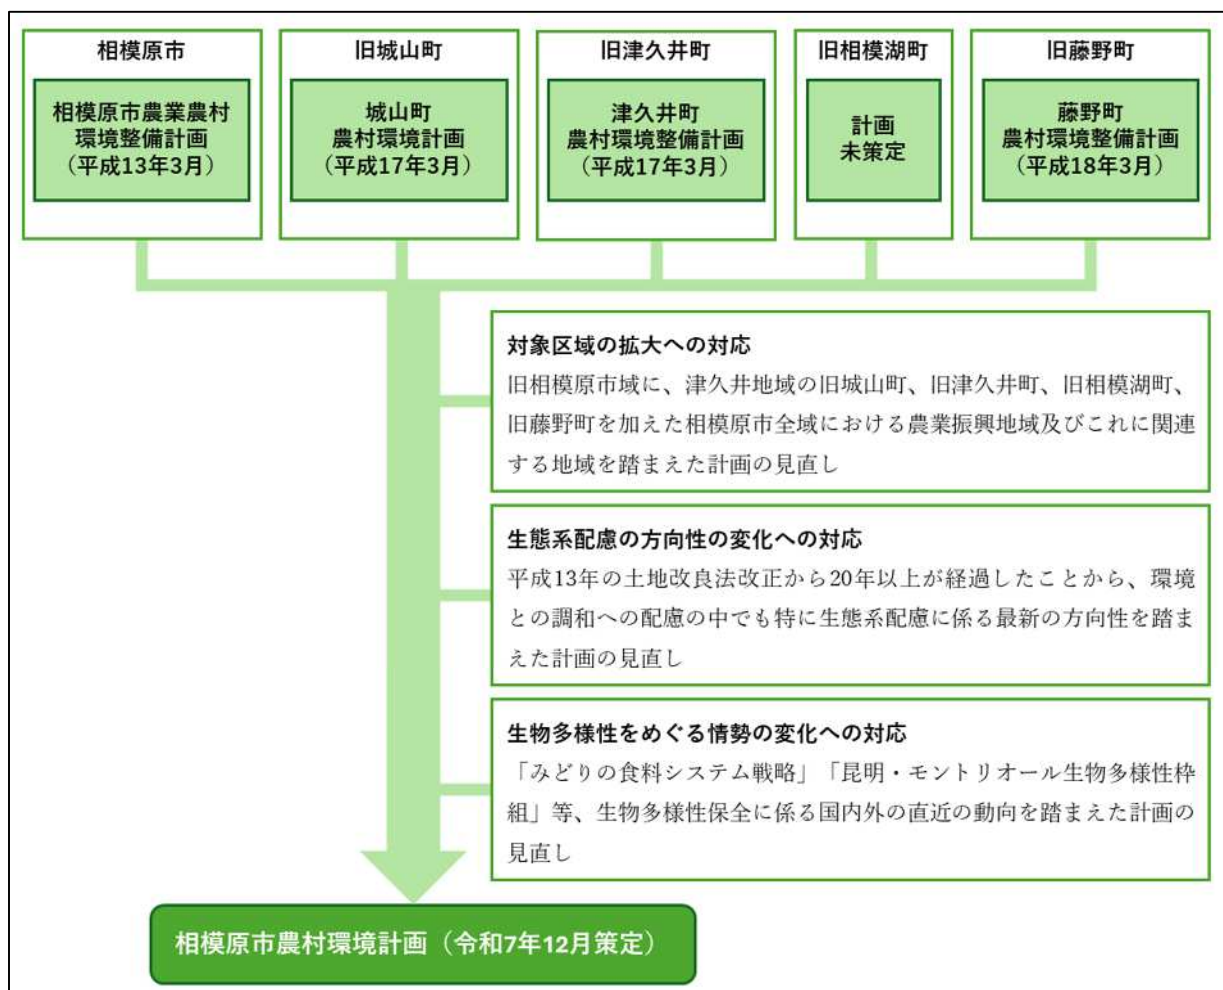 相模原市
相模原市農業農村
環境整備計画
（平成13年3月）
旧城山町
城山町
農村環境計画
（平成17年3月）
旧津久井町
津久井町
農村環境整備計画
（平成17年3月）
旧相模湖町
計画
未策定
旧藤野町
藤野町
農村環境整備計画
（平成18年3月）
対象区域の拡大への対応
旧相模原市域に、津久井地域の旧城山町、旧津久井町、旧相模湖町、
旧藤野町を加えた相模原市全域における農業振興地域及びこれに関連
する地域を踏まえた計画の見直し
生態系配慮の方向性の変化への対応
平成13年の土地改良法改正から20年以上が経過したことから、環境
との調和への配慮の中でも特に生態系配慮に係る最新の方向性を踏ま
えた計画の見直し
生物多様性をめぐる情勢の変化への対応
「みどりの食料システム戦略」「昆明・モントリオール生物多様性枠
組」等、生物多様性保全に係る国内外の直近の動向を踏まえた計画の
見直し
相模原市農村環境計画（令和7年12月策定）